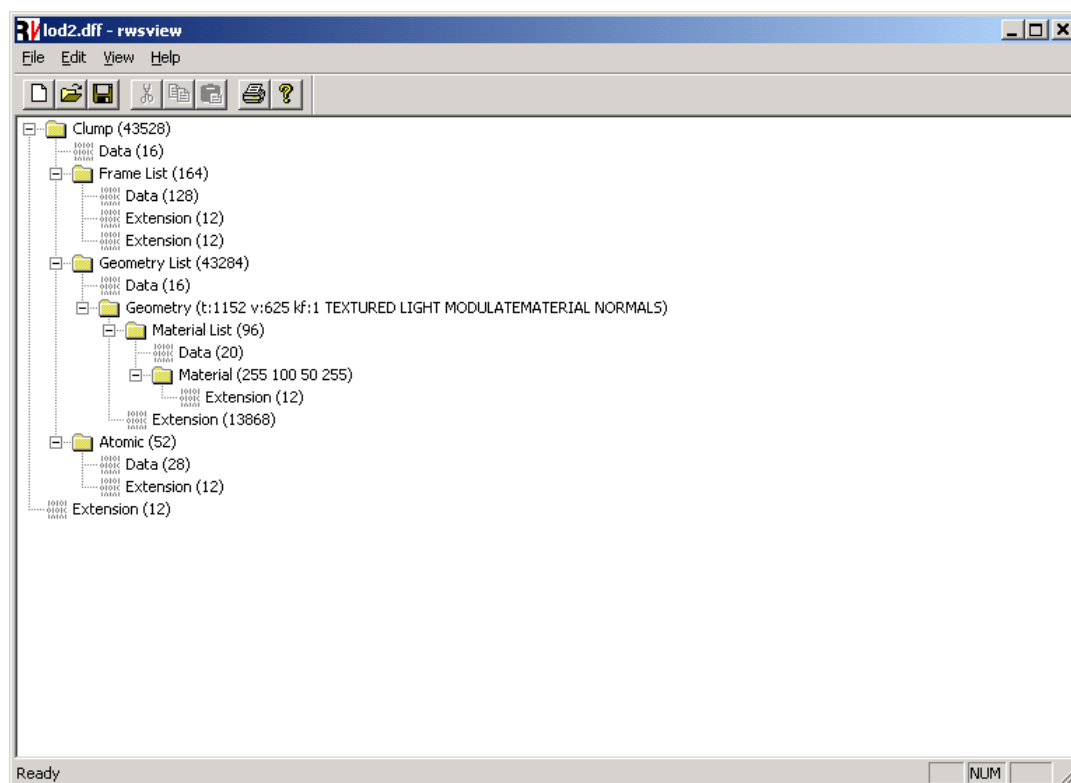 RV lod2.dff - rwsview
File Edit View Help
Clump (43528)
Data (16)
Frame List (164)
Data (128)
Extension (12)
Extension (12)
Geometry List (43284)
Data (16)
Geometry (t:1152 v:625 kf:1 TEXTURED LIGHT MODULATEMATERIAL NORMALS)
Material List (96)
Data (20)
Material (255 100 50 255)
Extension (12)
Extension (13868)
Atomic (52)
Data (28)
Extension (12)
Extension (12)
Ready NUM